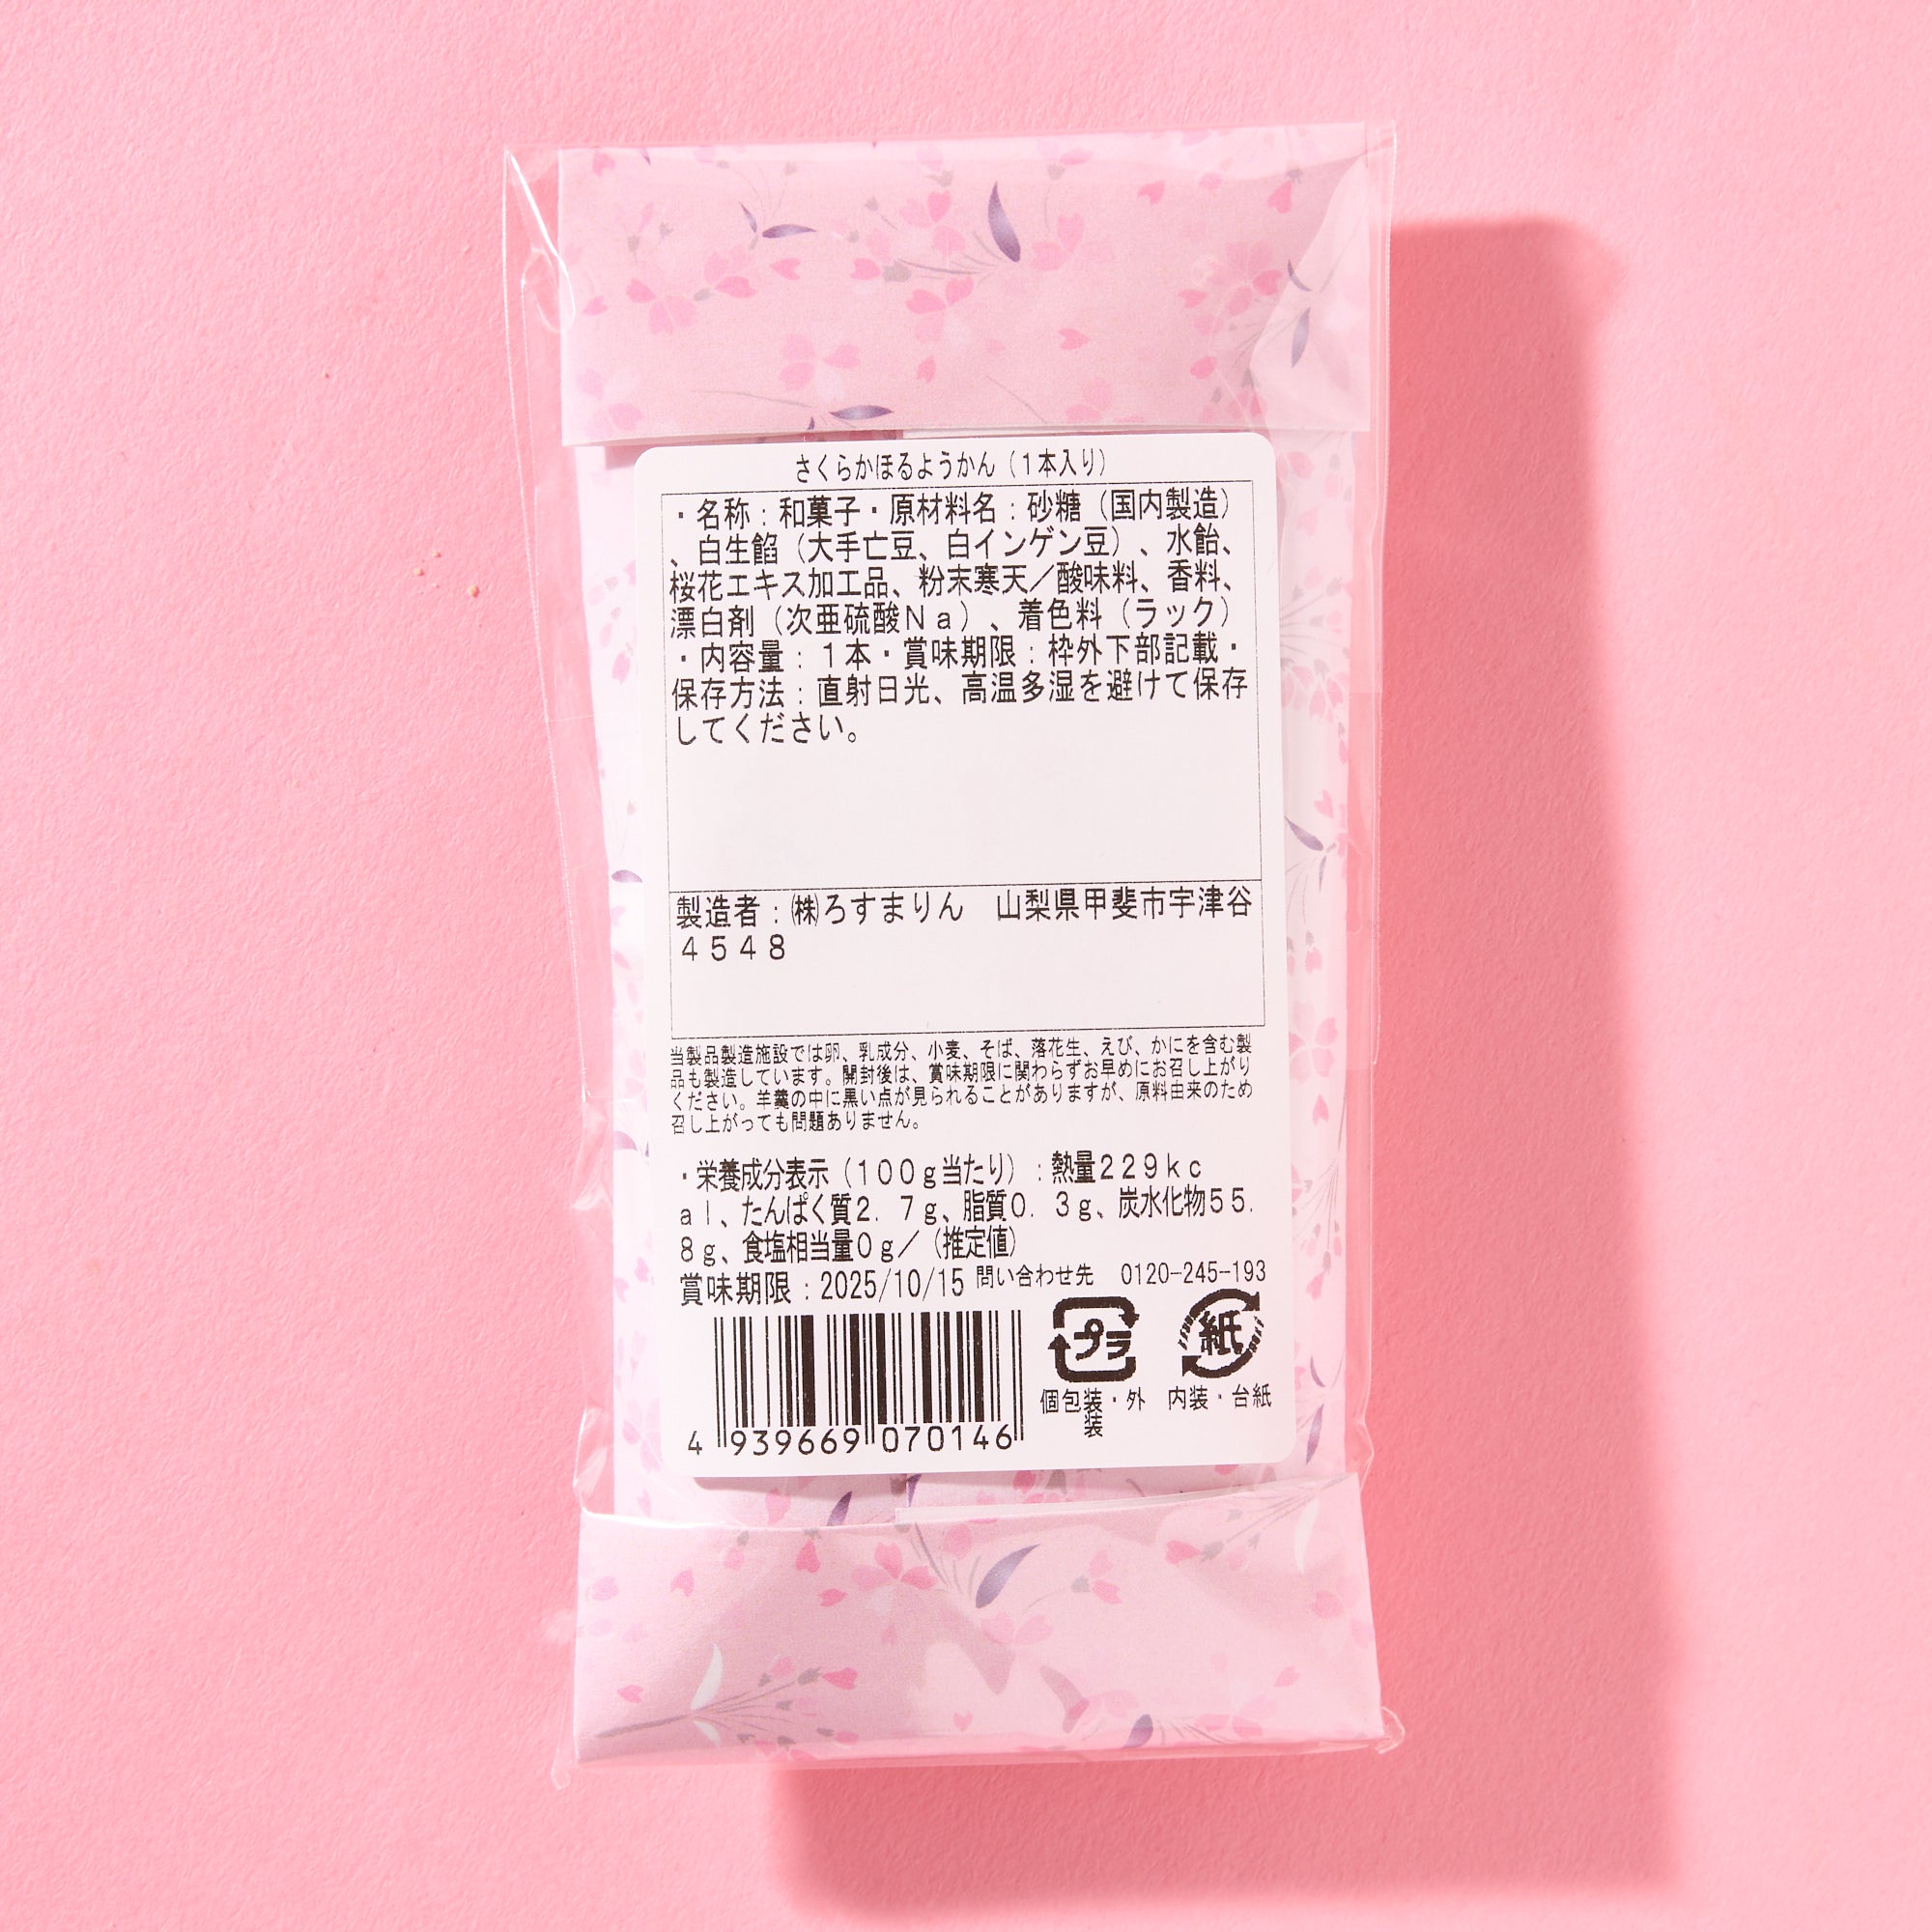 さくらかほるようかん（1本入り）
・名称：和菓子・原材料名：砂糖（国内製造）
、白生餡（大手亡豆、白インゲン豆）、水飴、
桜花エキス加工品、粉末寒天／酸味料、香料、
漂白剤（次亜硫酸Ｎａ）、着色料（ラック）
・内容量：１本・賞味期限：枠外下部記載・
保存方法：直射日光、高温多湿を避けて保存
してください。
製造者：㈱ろすまりん　山梨県甲斐市宇津谷
４５４８
当製品製造施設では卵、乳成分、小麦、そば、落花生、えび、かにを含む製
品も製造しています。開封後は、賞味期限に関わらずお早めにお召し上がり
ください。羊羹の中に黒い点が見られることがありますが、原料由来のため
召し上がっても問題ありません。
・栄養成分表示（１００ｇ当たり）：熱量２２９ｋｃ
ａｌ、たんぱく質２．７ｇ、脂質０．３ｇ、炭水化物５５．
８ｇ、食塩相当量０ｇ／（推定値）
賞味期限：2025/10/15 問い合わせ先　0120-245-193
プラ 紙
個包装・外装 内装・台紙
4 939669 070146